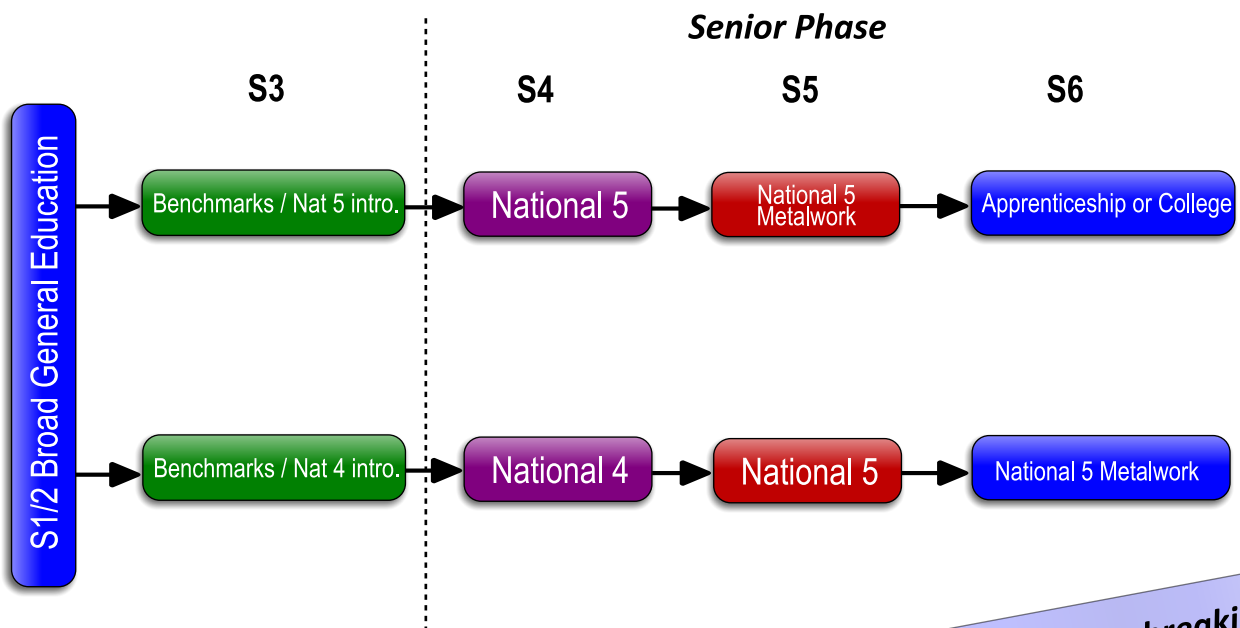 Senior Phase
S3
S4
S5
S6
S1/2 Broad General Education
Benchmarks / Nat 5 intro.
National 5
National 5
Metalwork
Apprenticeship or College
Benchmarks / Nat 4 intro.
National 4
National 5
National 5 Metalwork